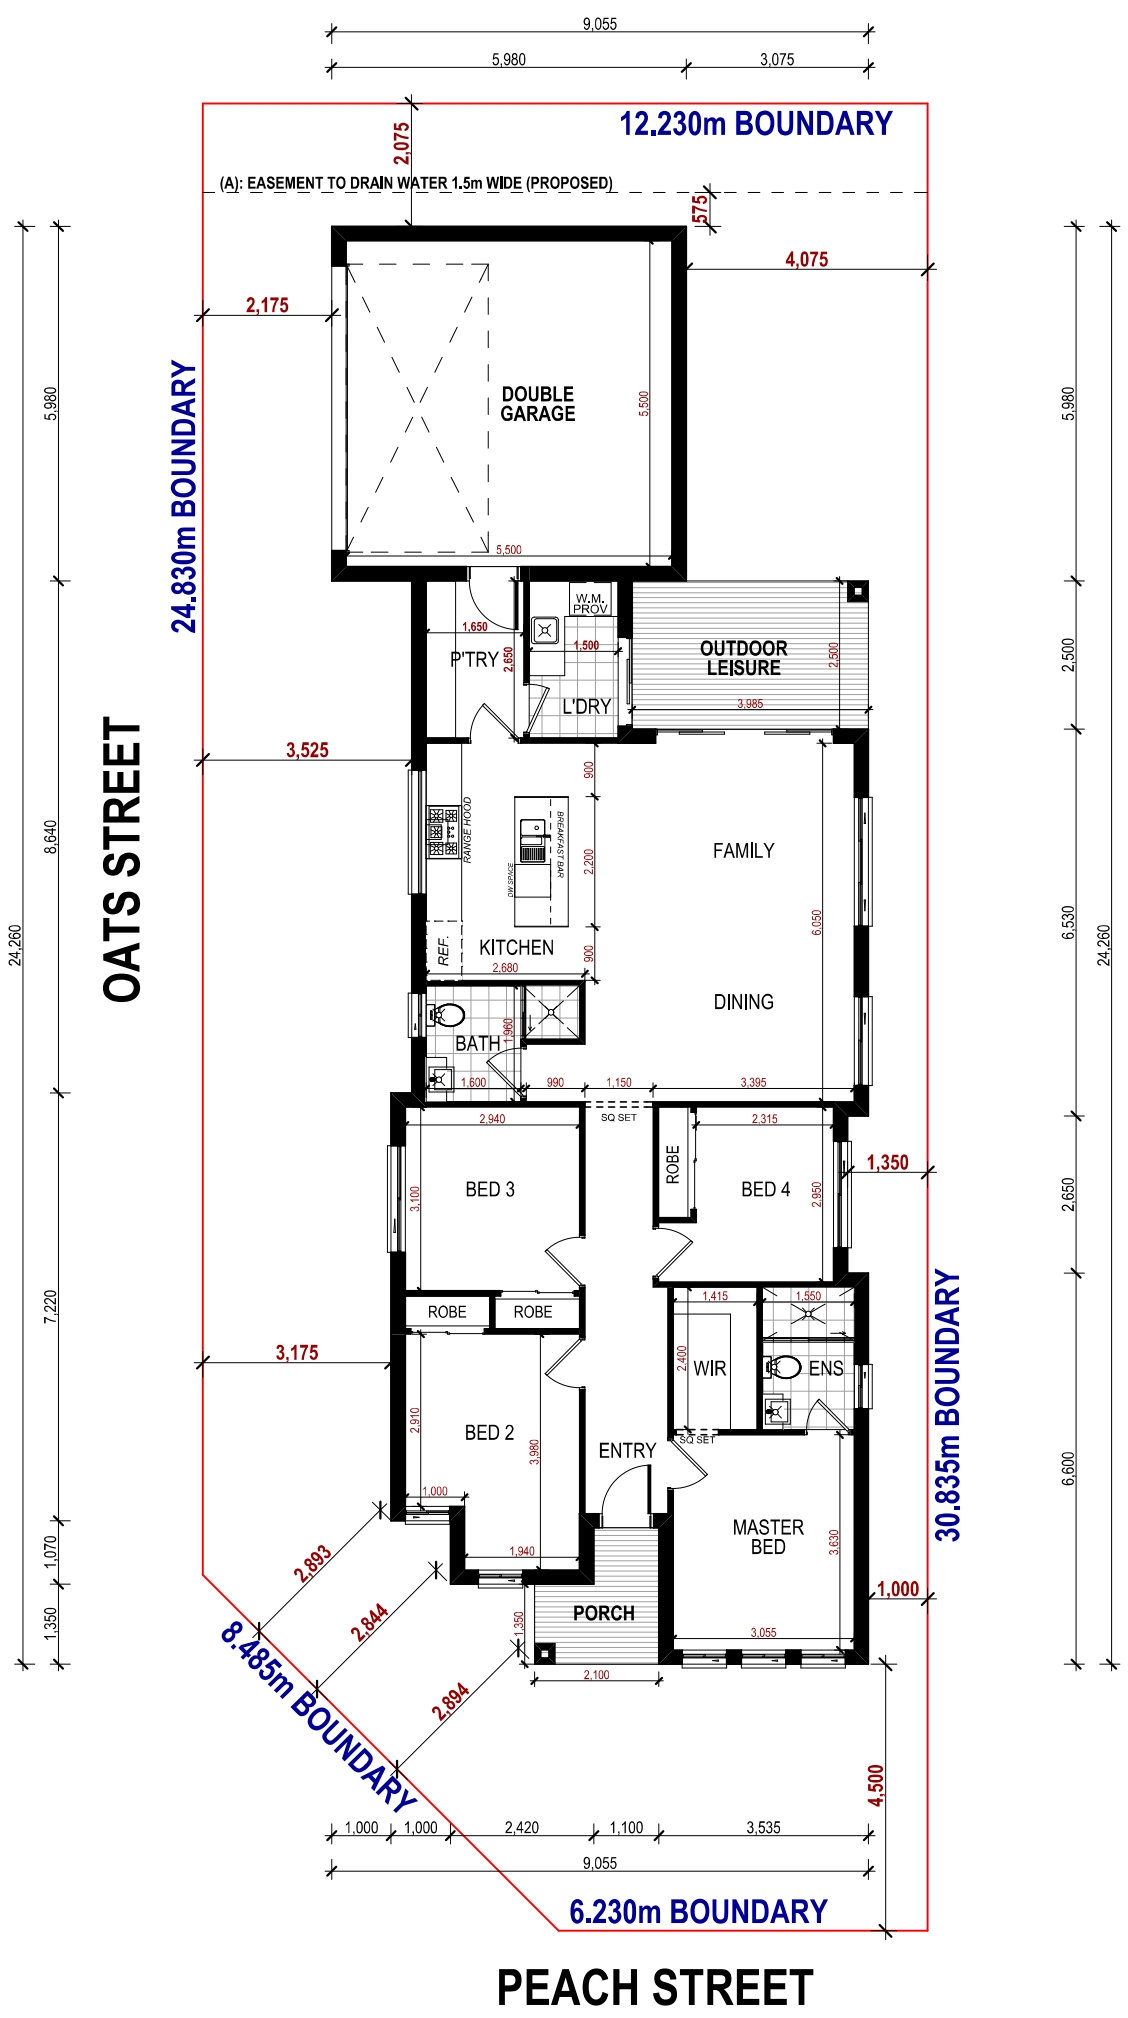 9,055
5,980
3,075
12.230m BOUNDARY
2,075
(A): EASEMENT TO DRAIN WATER 1.5m WIDE (PROPOSED)
575
4,075
2,175
24.830m BOUNDARY
5,980
5,980
DOUBLE
GARAGE
5,500
5,500
W.M.
PROV
1,650
1,500
P'TRY
2,650
L'DRY
OUTDOOR
LEISURE
2,500
3,985
2,500
OATS STREET
3,525
8,640
24,260
RANGE HOOD
BREAKFAST BAR
DW SPACE
900
2,200
900
FAMILY
6,050
6,530
24,260
REF.
KITCHEN
2,680
DINING
BATH
1,960
1,600
990
1,150
3,395
SQ SET
2,940
BED 3
3,100
ROBE
2,315
BED 4
2,950
1,350
2,650
7,220
ROBE
ROBE
1,415
1,550
2,400
WIR
ENS
3,175
30.835m BOUNDARY
2,910
BED 2
3,980
ENTRY
SQ SET
6,600
1,000
MASTER
BED
3,630
1,070
2,893
1,940
1,000
1,350
2,844
1,350
PORCH
3,055
2,100
8.485m BOUNDARY
2,894
4,500
1,000
1,000
2,420
1,100
3,535
9,055
6.230m BOUNDARY
PEACH STREET